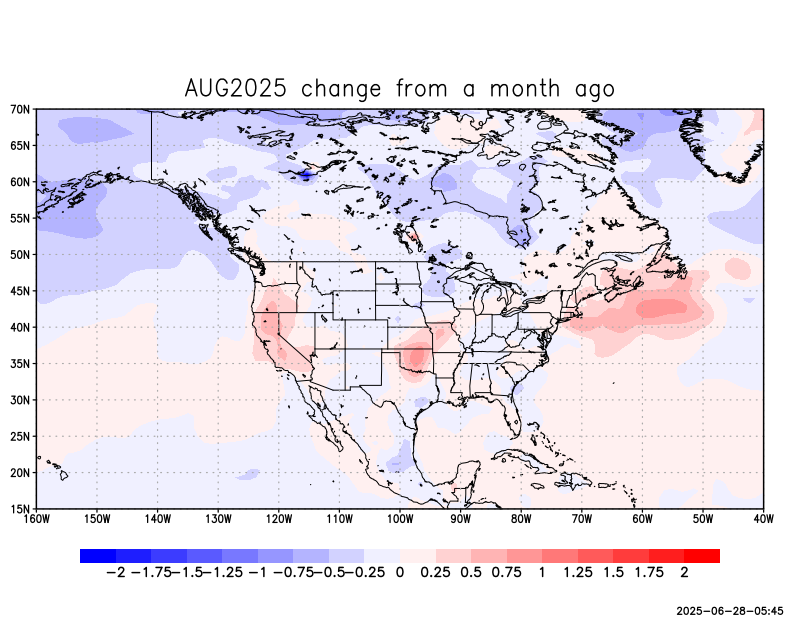 AUG2025 change from a month ago
70N
65N
60N
55N
50N
45N
40N
35N
30N
25N
20N
15N
160W 150W 140W 130W 120W 110W 100W 90W 80W 70W 60W 50W 40W
-2 -1.75 -1.5 -1.25 -1 -0.75 -0.5 -0.25 0 0.25 0.5 0.75 1 1.25 1.5 1.75 2
2025-06-28-05:45